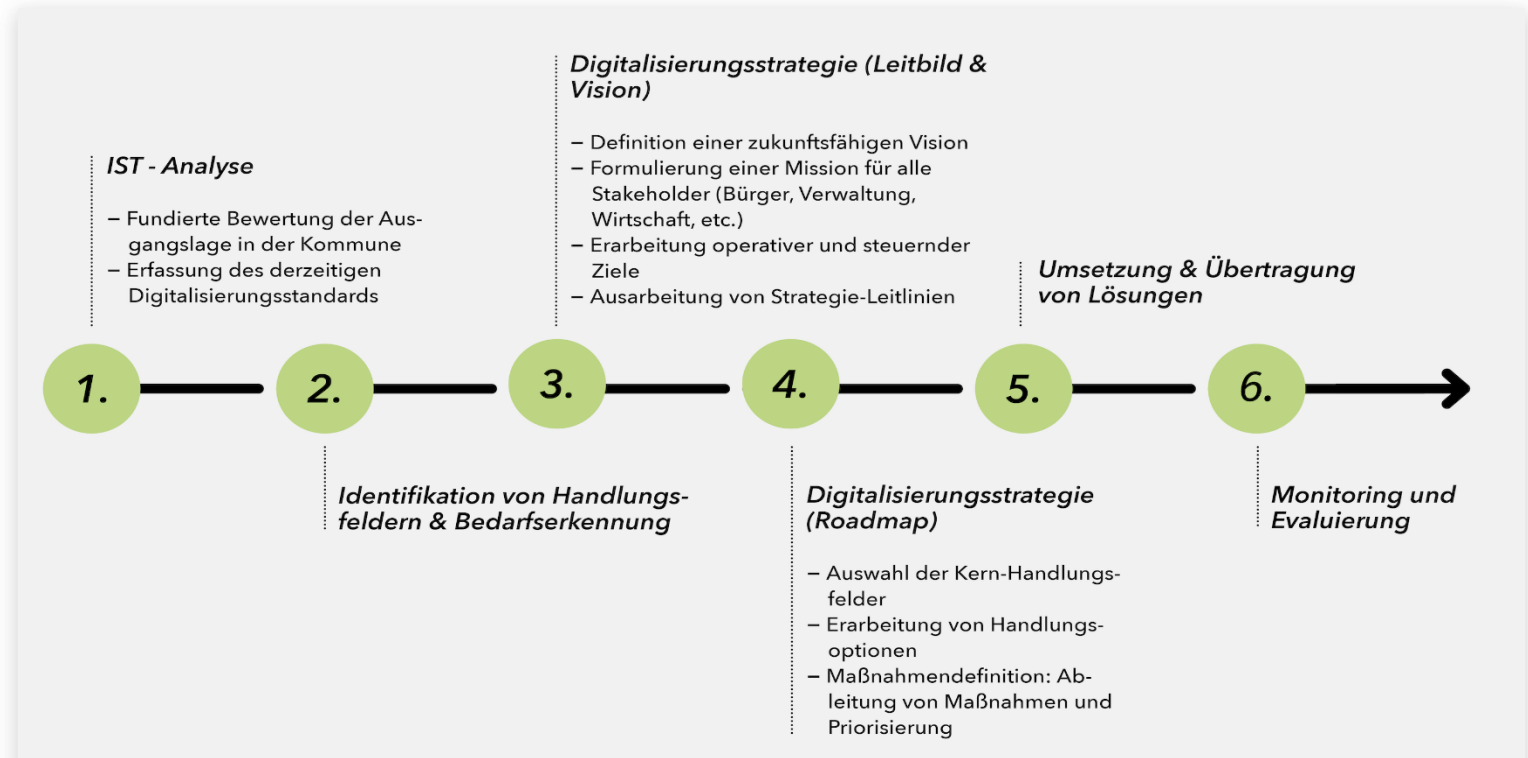 1.
IST - Analyse
– Fundierte Bewertung der Aus-
gangslage in der Kommune
– Erfassung des derzeitigen
Digitalisierungsstandards
2.
Identifikation von Handlungs-
feldern & Bedarfserkennung
3.
Digitalisierungsstrategie (Leitbild &
Vision)
– Definition einer zukunftsfähigen Vision
– Formulierung einer Mission für alle
Stakeholder (Bürger, Verwaltung,
Wirtschaft, etc.)
– Erarbeitung operativer und steuernder
Ziele
– Ausarbeitung von Strategie-Leitlinien
4.
Digitalisierungsstrategie
(Roadmap)
– Auswahl der Kern-Handlungs-
felder
– Erarbeitung von Handlungs-
optionen
– Maßnahmendefinition: Ab-
leitung von Maßnahmen und
Priorisierung
5.
Umsetzung & Übertragung
von Lösungen
6.
Monitoring und
Evaluierung